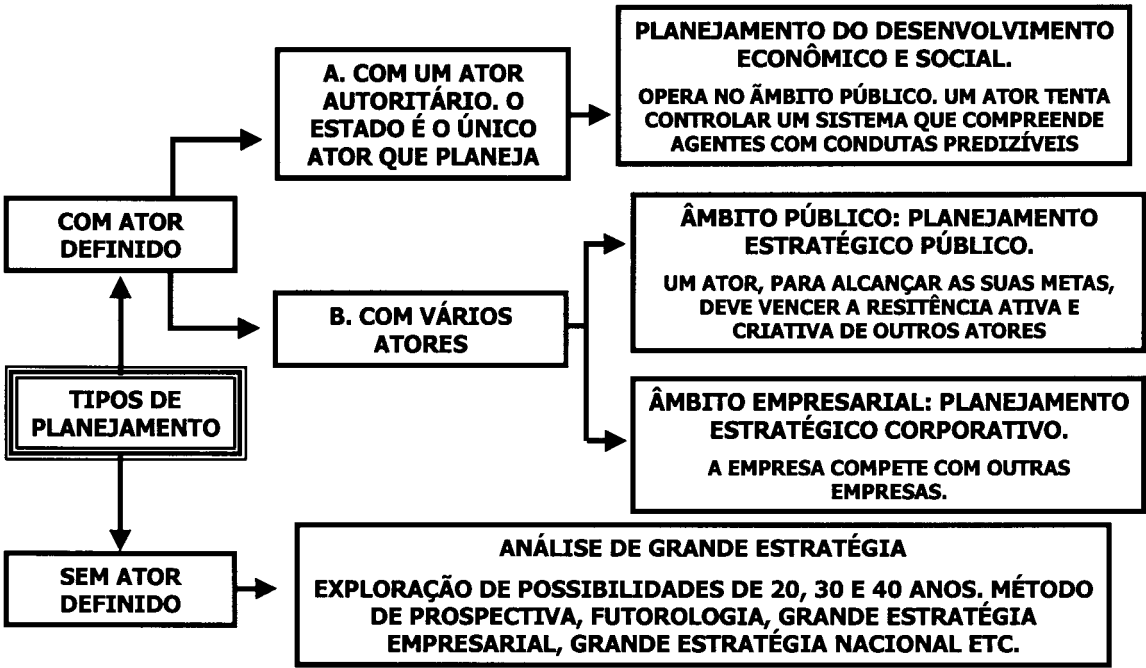 TIPOS DE
PLANEJAMENTO
COM ATOR
DEFINIDO
A. COM UM ATOR
AUTORITÁRIO. O
ESTADO É O ÚNICO
ATOR QUE PLANEJA
PLANEJAMENTO DO DESENVOLVIMENTO
ECONÔMICO E SOCIAL.
OPERA NO ÃMBITO PÚBLICO. UM ATOR TENTA
CONTROLAR UM SISTEMA QUE COMPREENDE
AGENTES COM CONDUTAS PREDIZÍVEIS
B. COM VÁRIOS
ATORES
ÂMBITO PÚBLICO: PLANEJAMENTO
ESTRATÉGICO PÚBLICO.
UM ATOR, PARA ALCANÇAR AS SUAS METAS,
DEVE VENCER A RESITÊNCIA ATIVA E
CRIATIVA DE OUTROS ATORES
ÂMBITO EMPRESARIAL: PLANEJAMENTO
ESTRATÉGICO CORPORATIVO.
A EMPRESA COMPETE COM OUTRAS
EMPRESAS.
SEM ATOR
DEFINIDO
ANÁLISE DE GRANDE ESTRATÉGIA
EXPLORAÇÃO DE POSSIBILIDADES DE 20, 30 E 40 ANOS. MÉTODO
DE PROSPECTIVA, FUTOROLOGIA, GRANDE ESTRATÉGIA
EMPRESARIAL, GRANDE ESTRATÉGIA NACIONAL ETC.